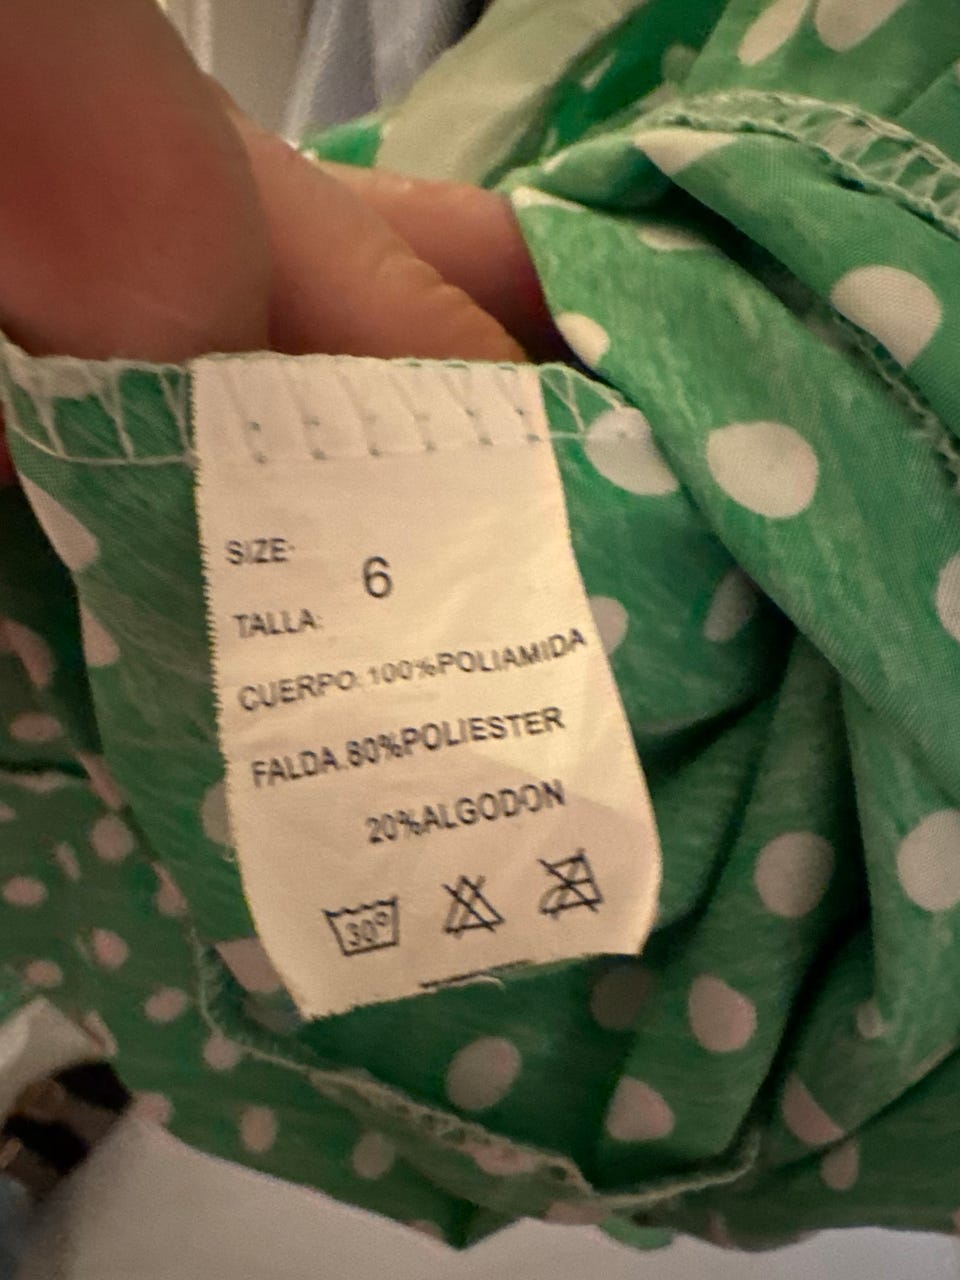 SIZE:
6
TALLA:
CUERPO: 100%POLIAMIDA
FALDA.80%POLIESTER
20%ALGODON
30°